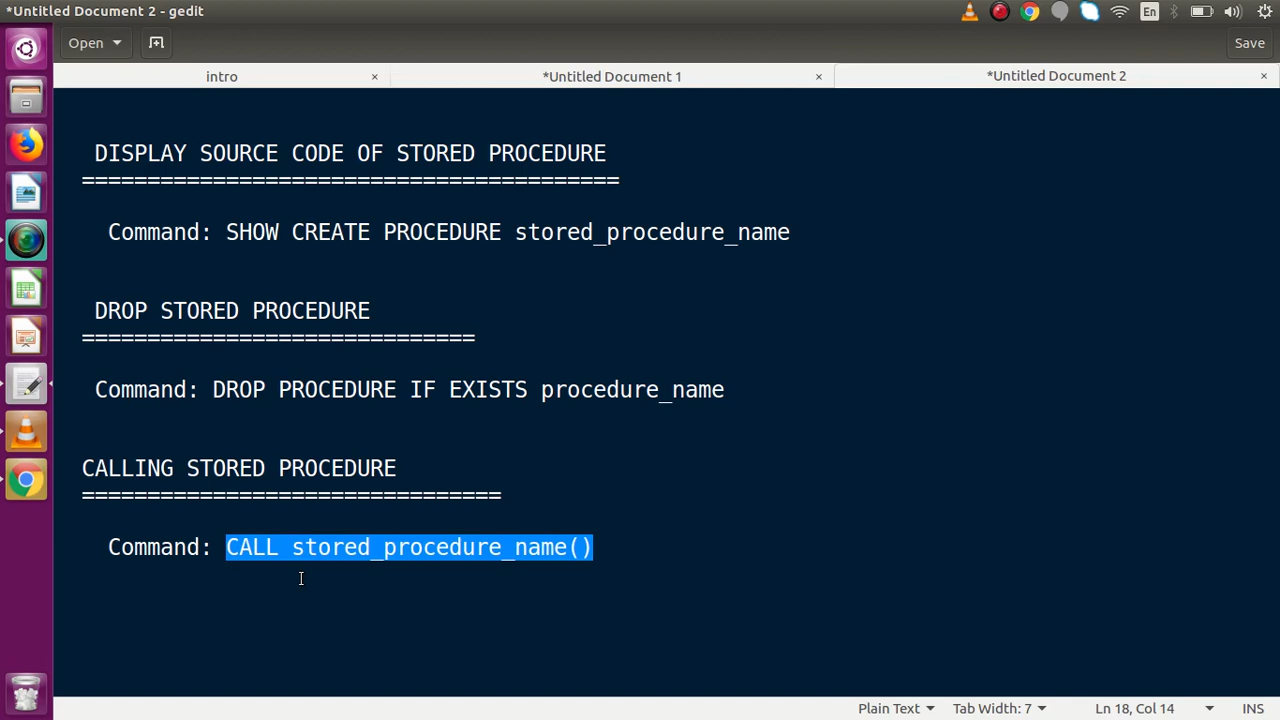 *Untitled Document 2 - gedit
En
Open
Save
intro
*Untitled Document 1
*Untitled Document 2
DISPLAY SOURCE CODE OF STORED PROCEDURE
=========================================
Command: SHOW CREATE PROCEDURE stored_procedure_name
DROP STORED PROCEDURE
==============================
Command: DROP PROCEDURE IF EXISTS procedure_name
CALLING STORED PROCEDURE
================================
Command: CALL stored_procedure_name()
Plain Text
Tab Width: 7
Ln 18, Col 14
INS